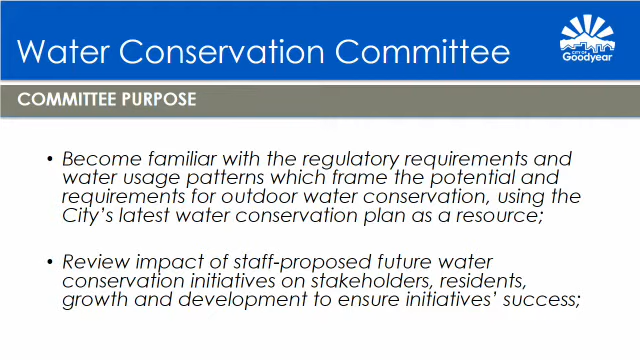 Water Conservation Committee
CITY OF
Goodyear
COMMITTEE PURPOSE
• Become familiar with the regulatory requirements and
water usage patterns which frame the potential and
requirements for outdoor water conservation, using the
City's latest water conservation plan as a resource;
• Review impact of staff-proposed future water
conservation initiatives on stakeholders, residents,
growth and development to ensure initiatives' success;